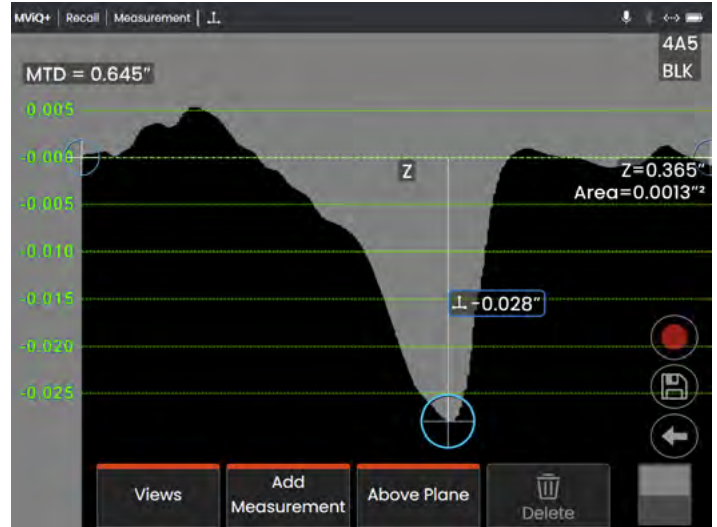 MViQ+ | Recall | Measurement |
4A5
BLK
MTD = 0.645"
-0.005
-0.000
Z
Z=0.365"
Area=0.0013"²
-0.005
-0.010
-0.015
-0.028"
-0.020
-0.025
Views
Add
Measurement
Above Plane
Delete